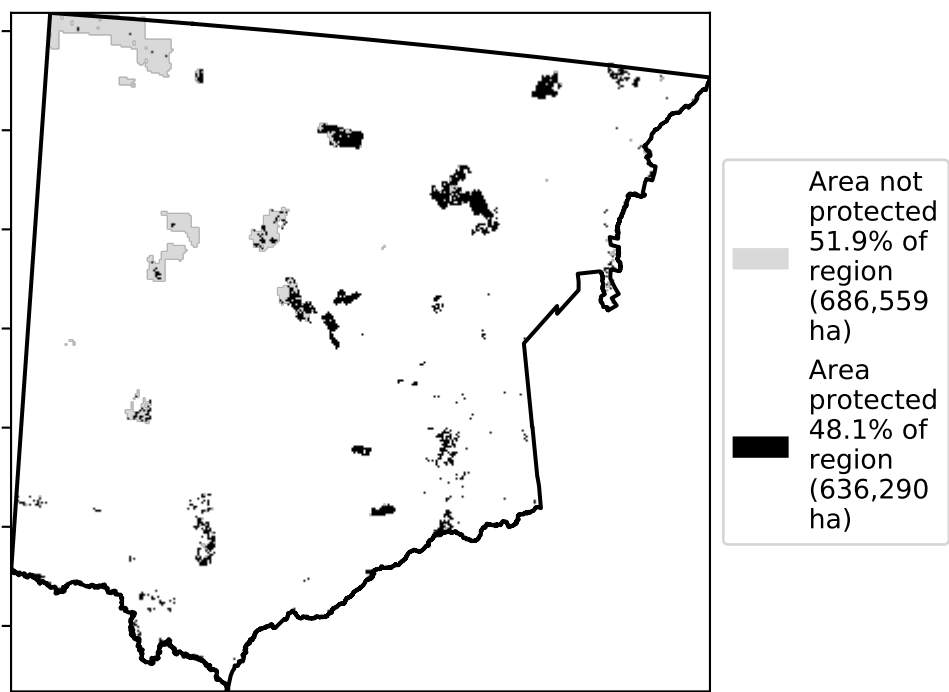 Area not
protected
51.9% of
region
(686,559
ha)
Area
protected
48.1% of
region
(636,290
ha)